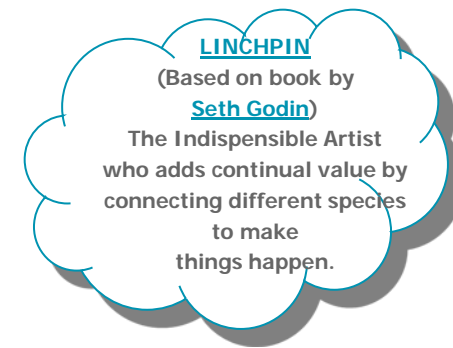 LINCHPIN
(Based on book by
Seth Godin)
The Indispensible Artist
who adds continual value by
connecting different species
to make
things happen.